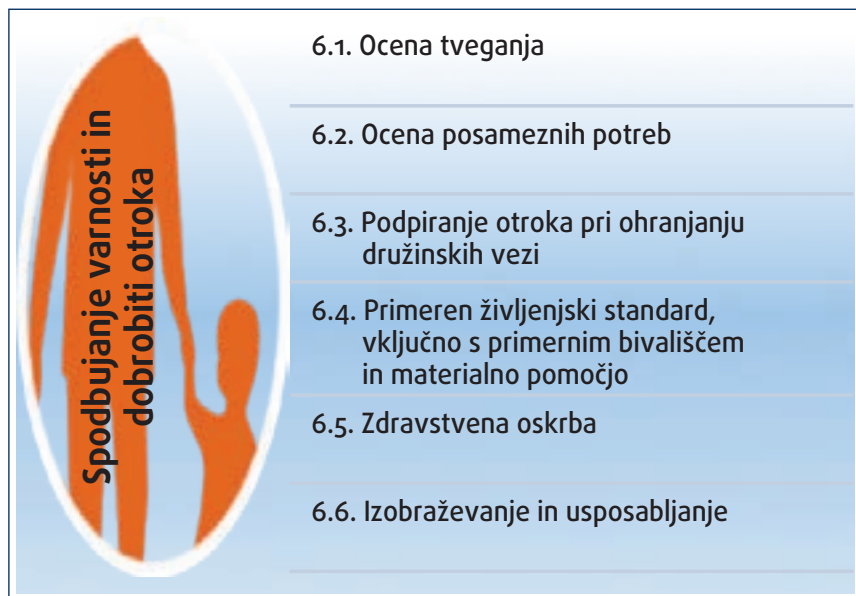 Spodbujanje varnosti in
dobrobiti otroka
6.1. Ocena tveganja
6.2. Ocena posameznih potreb
6.3. Podpiranje otroka pri ohranjanju
družinskih vezi
6.4. Primeren življenjski standard,
vključno s primernim bivališčem
in materialno pomočjo
6.5. Zdravstvena oskrba
6.6. Izobraževanje in usposabljanje